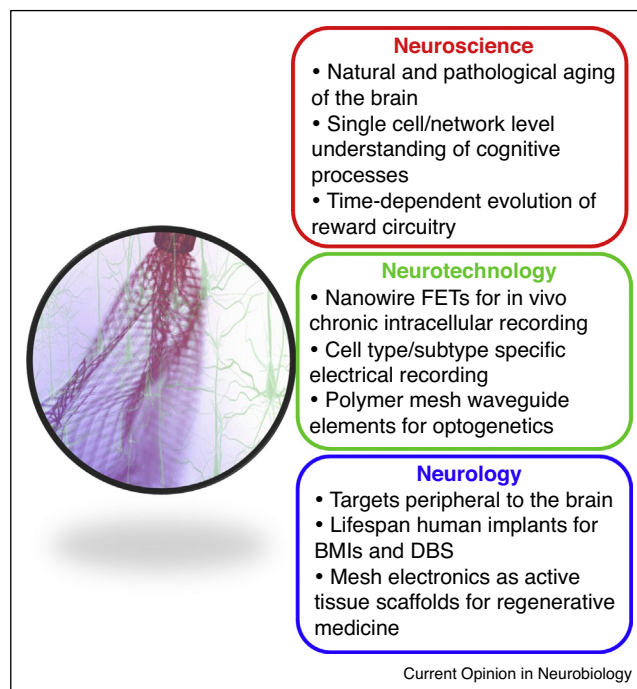 Neuroscience
• Natural and pathological aging
of the brain
• Single cell/network level
understanding of cognitive
processes
• Time-dependent evolution of
reward circuitry
Neurotechnology
• Nanowire FETs for in vivo
chronic intracellular recording
• Cell type/subtype specific
electrical recording
• Polymer mesh waveguide
elements for optogenetics
Neurology
• Targets peripheral to the brain
• Lifespan human implants for
BMIs and DBS
• Mesh electronics as active
tissue scaffolds for regenerative
medicine
Current Opinion in Neurobiology